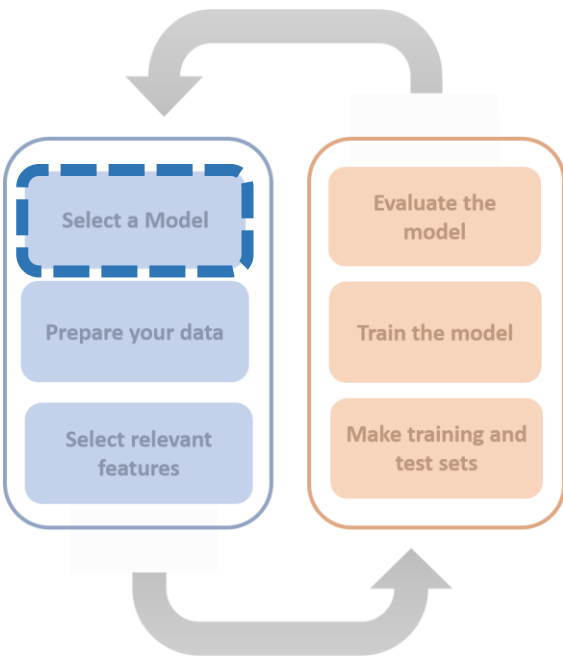 Select a Model
Prepare your data
Select relevant
features
Evaluate the
model
Train the model
Make training and
test sets